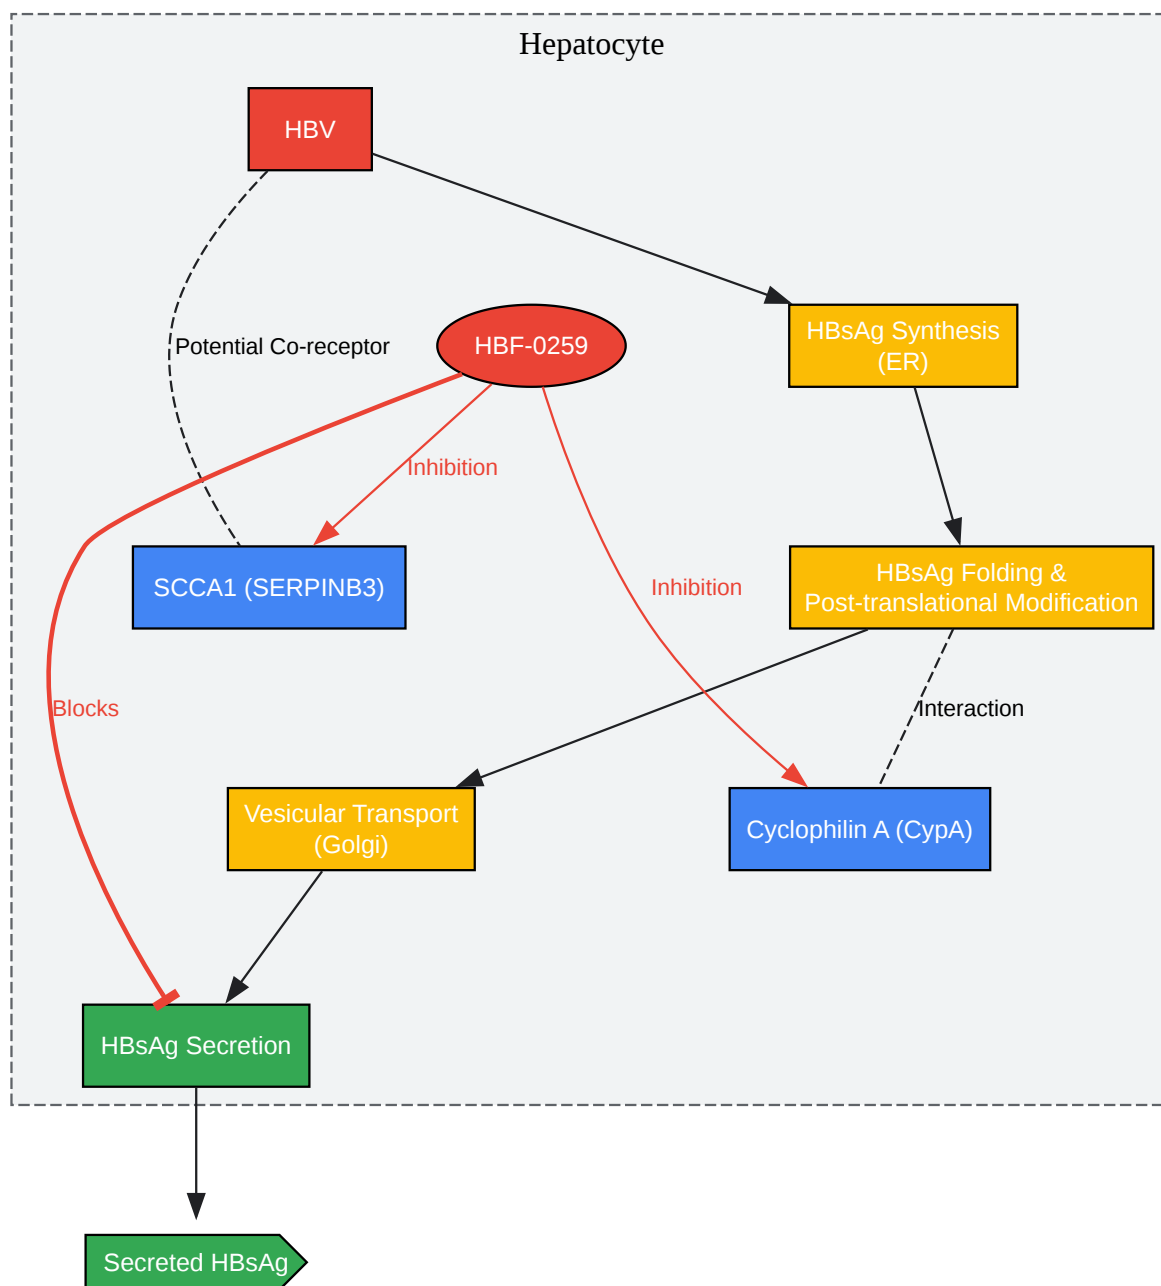 Hepatocyte
HBV
HBsAg Synthesis
(ER)
Potential Co-receptor
HBF-0259
Inhibition
SCCA1 (SERPINB3)
HBsAg Folding &
Post-translational Modification
Inhibition
Blocks
Interaction
Vesicular Transport
(Golgi)
Cyclophilin A (CypA)
HBsAg Secretion
Secreted HBsAg